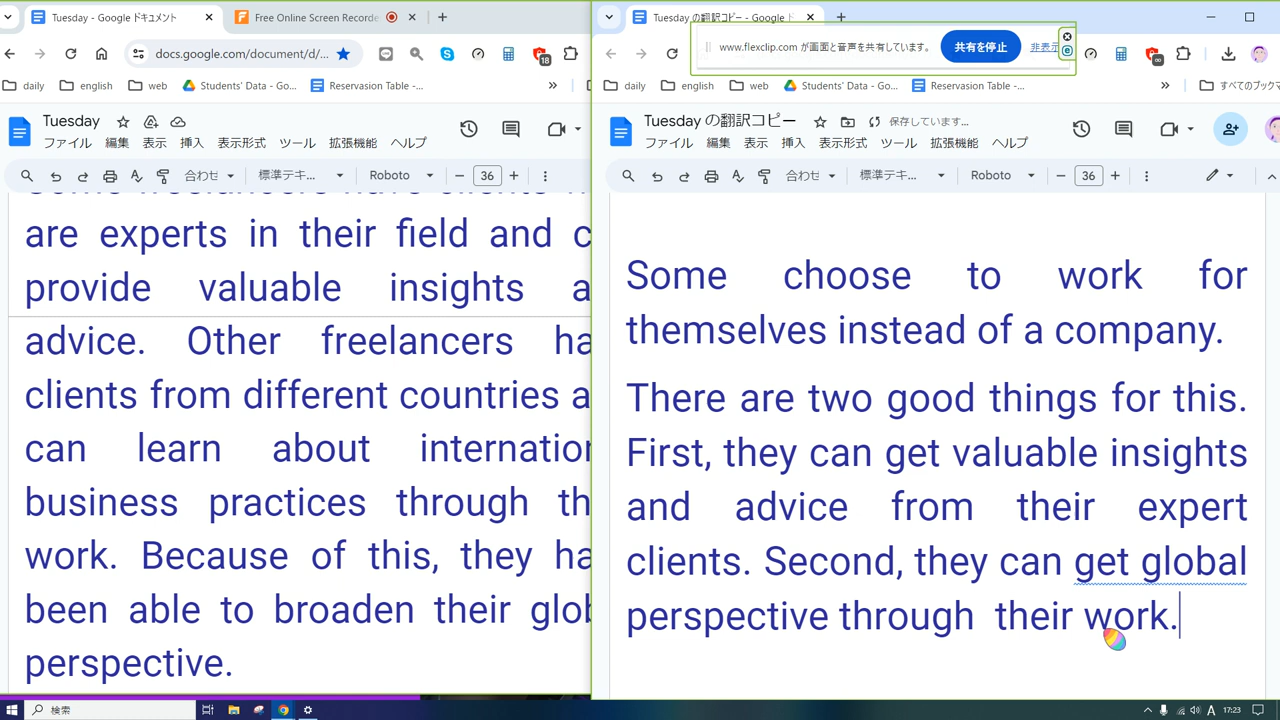 Tuesday - Google ドキュメント
Free Online Screen Recorde
Tuesday の翻訳コピー - Google ド
docs.google.com/document/d/...
18
www.flexclip.com が画面と音声を共有しています。
共有を停止
非表示
daily
english
web
Students' Data - Go...
Reservasion Table -...
»
daily
english
web
Students' Data - Go...
Reservasion Table -...
»
すべてのブックマ
Tuesday
ファイル 編集 表示 挿入 表示形式 ツール 拡張機能 ヘルプ
合わせ
標準テキ...
Roboto
36
are experts in their field and c
provide valuable insights a
advice. Other freelancers ha
clients from different countries a
can learn about internation
business practices through th
work. Because of this, they ha
been able to broaden their glob
perspective.
Tuesday の翻訳コピー
保存しています...
ファイル 編集 表示 挿入 表示形式 ツール 拡張機能 ヘルプ
合わせ
標準テキ...
Roboto
36
Some choose to work for
themselves instead of a company.
There are two good things for this.
First, they can get valuable insights
and advice from their expert
clients. Second, they can get global
perspective through their work.
検索
A
17:23